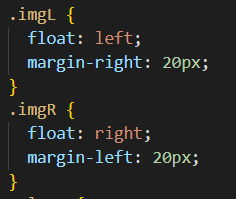 .imgL {
float: left;
margin-right: 20px;
}
.imgR {
float: right;
margin-left: 20px;
}